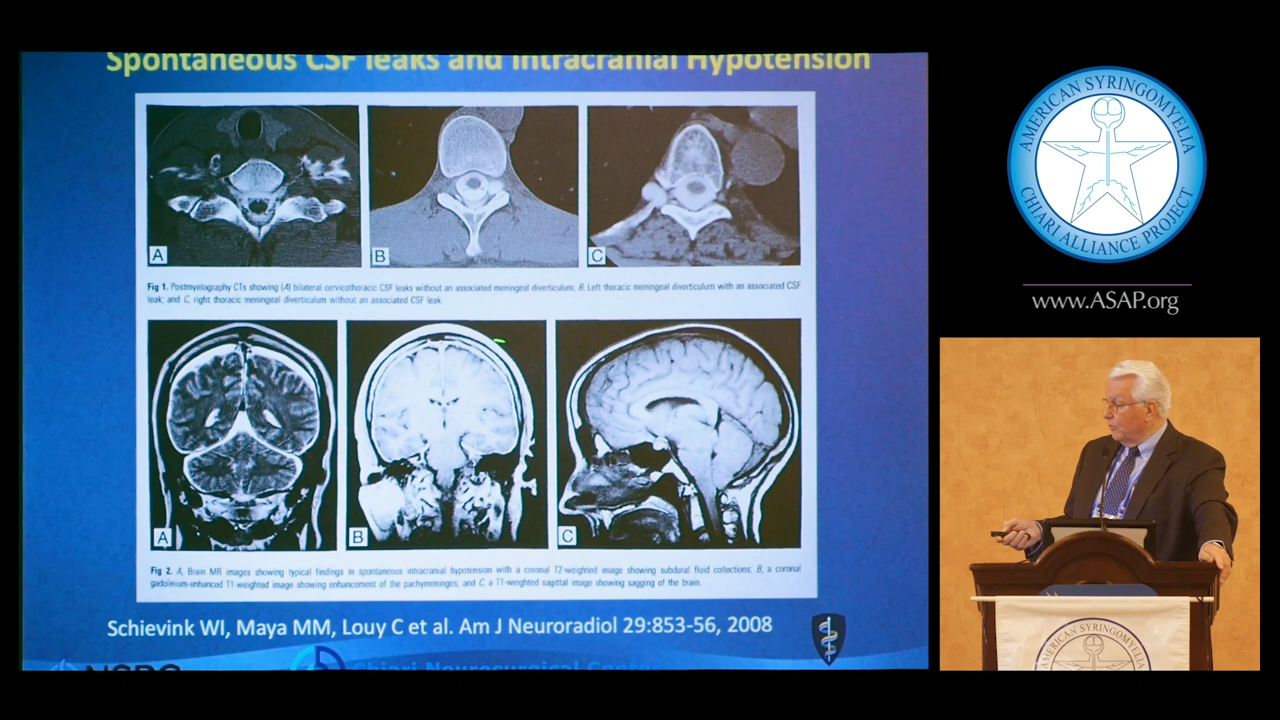 Spontaneous CSF leaks and Intracranial Hypotension
A
B
C
Fig 1. Postmyelography CTs showing (A) bilateral cervicothoracic CSF leaks without an associated meningeal diverticulum; B, Left thoracic meningeal diverticulum with an associated CSF
leak; and C, right thoracic meningeal diverticulum without an associated CSF leak.
A
B
C
Fig 2. A, Brain MR images showing typical findings in spontaneous intracranial hypotension with a coronal T2-weighted image showing subdural fluid collections; B, a coronal
gadolinium-enhanced T1-weighted image showing enhancement of the pachymeninges; and C, a T1-weighted sagittal image showing sagging of the brain.
Schievink WI, Maya MM, Louy C et al. Am J Neuroradiol 29:853-56, 2008
Chiari Neurosurgical
AMERICAN SYRINGOMYELIA
CHIARI ALLIANCE PROJECT
www.ASAP.org
AMERICAN SYRINGOMYELIA